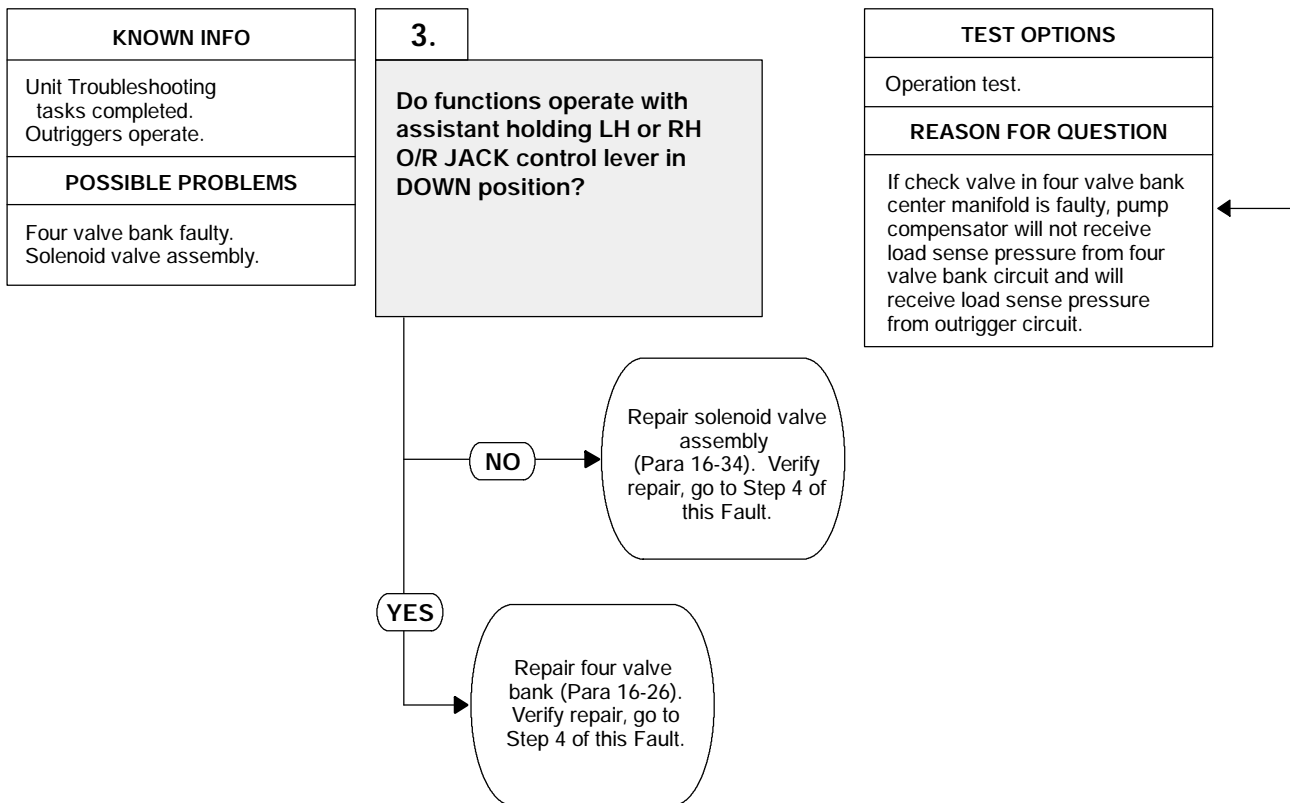 KNOWN INFO
Unit Troubleshooting
tasks completed.
Outriggers operate.
POSSIBLE PROBLEMS
Four valve bank faulty.
Solenoid valve assembly.
3.
Do functions operate with
assistant holding LH or RH
O/R JACK control lever in
DOWN position?
TEST OPTIONS
Operation test.
REASON FOR QUESTION
If check valve in four valve bank
center manifold is faulty, pump
compensator will not receive
load sense pressure from four
valve bank circuit and will
receive load sense pressure
from outrigger circuit.
NO
Repair solenoid valve
assembly
(Para 16-34). Verify
repair, go to Step 4 of
this Fault.
YES
Repair four valve
bank (Para 16-26).
Verify repair, go to
Step 4 of this Fault.